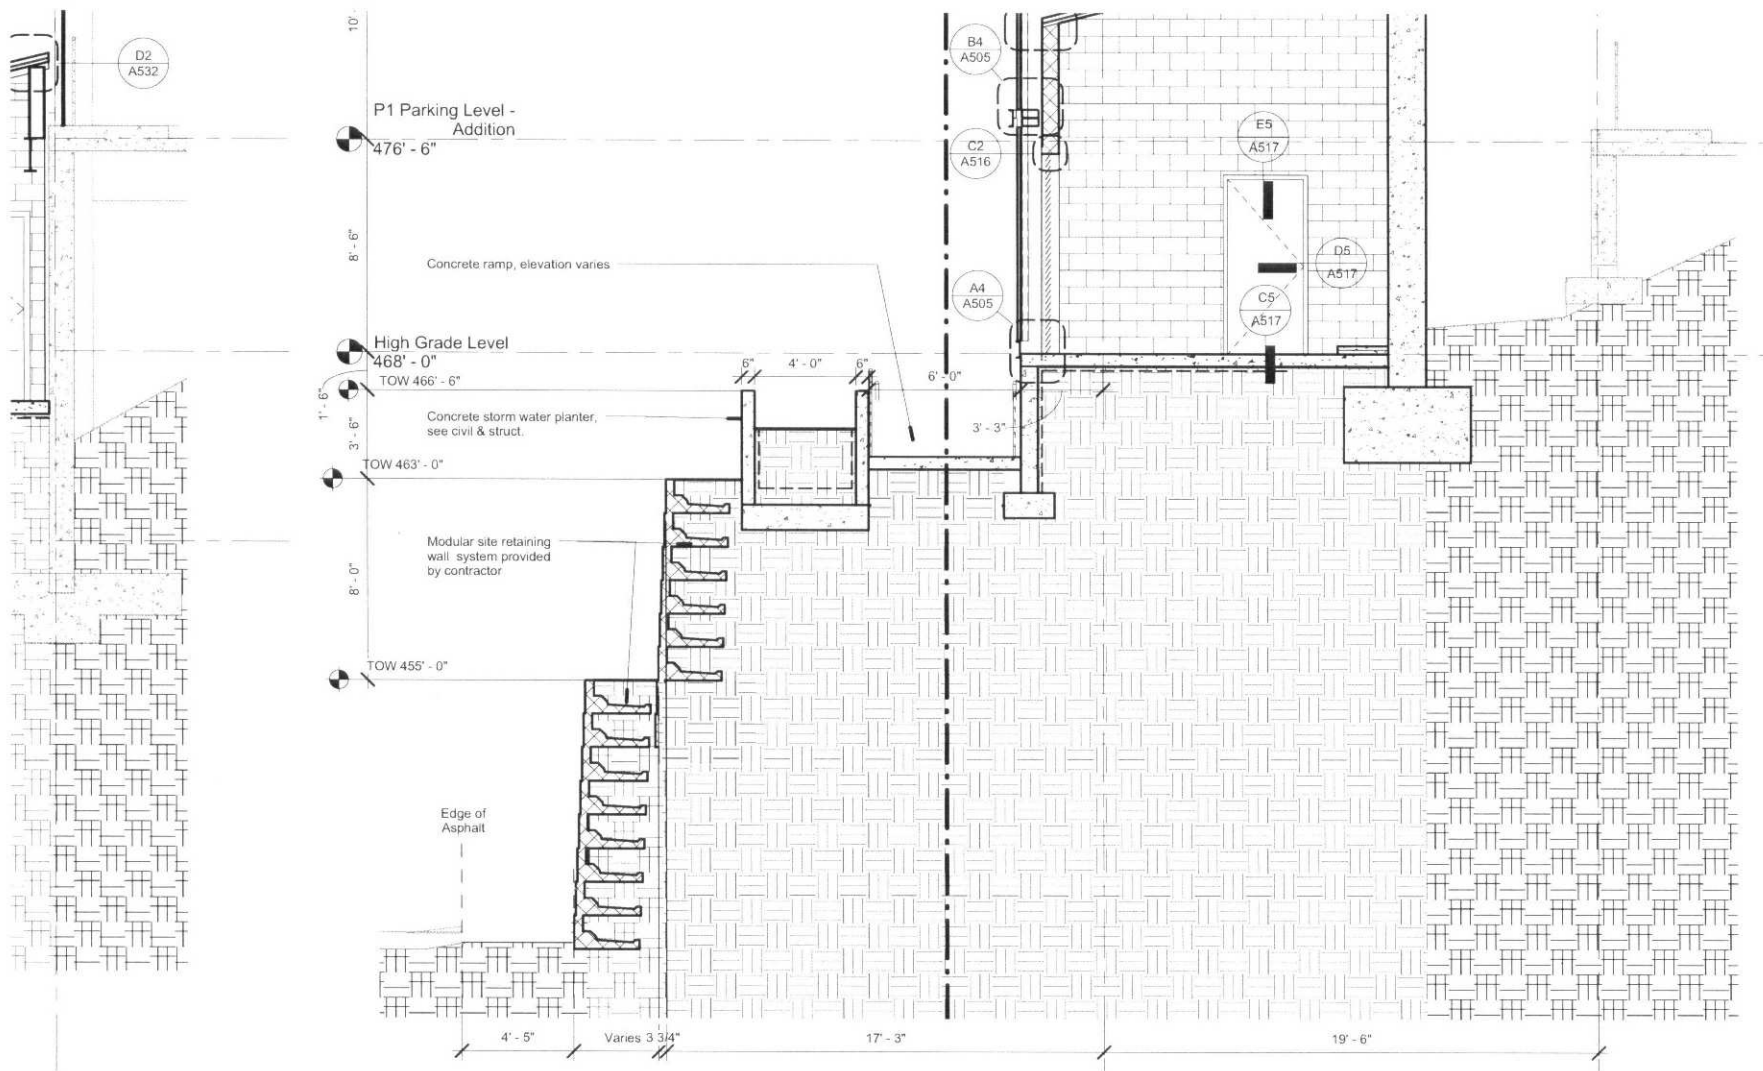 10'
D2
A532
B4
A505
P1 Parking Level -
Addition
476' - 6"
E5
A517
C2
A516
8' - 6"
Concrete ramp, elevation varies
D5
A517
A4
A505
C5
A517
High Grade Level
468' - 0"
TOW 466' - 6"
6"
4' - 0"
6"
6' - 0"
1' - 6"
Concrete storm water planter,
see civil & struct.
3' - 6"
3' - 3"
TOW 463' - 0"
Modular site retaining
wall system provided
by contractor
8' - 0"
TOW 455' - 0"
Edge of
Asphalt
4' - 5"
Varies
3 3/4"
17' - 3"
19' - 6"